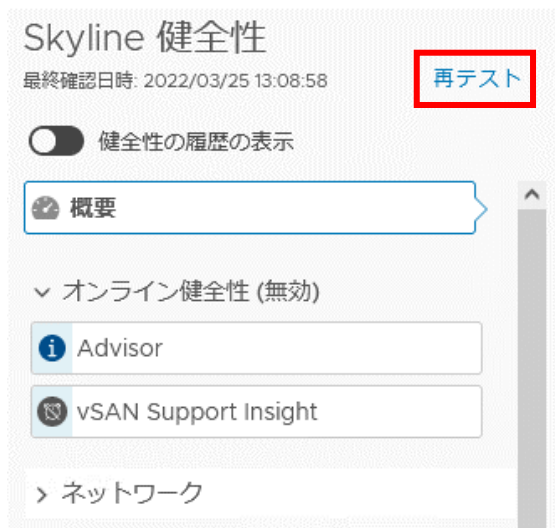 Skyline 健全性
最終確認日時: 2022/03/25 13:08:58
再テスト
健全性の履歴の表示
概要
オンライン健全性 (無効)
Advisor
vSAN Support Insight
ネットワーク